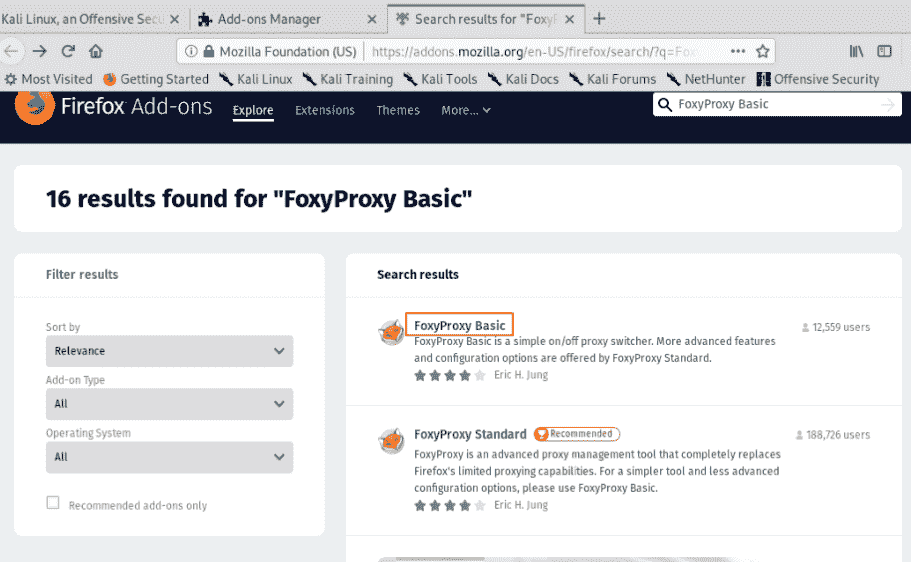 Kali Linux, an Offensive Secu
Add-ons Manager
Search results for "FoxyP
Mozilla Foundation (US)
https://addons.mozilla.org/en-US/firefox/search/?q=Fox
Most Visited
Getting Started
Kali Linux
Kali Training
Kali Tools
Kali Docs
Kali Forums
NetHunter
Offensive Security
Firefox Add-ons
Explore
Extensions
Themes
More...
FoxyProxy Basic
16 results found for "FoxyProxy Basic"
Filter results
Sort by
Relevance
Add-on Type
All
Operating System
All
Recommended add-ons only
Search results
FoxyProxy Basic
12,559 users
FoxyProxy Basic is a simple on/off proxy switcher. More advanced features
and configuration options are offered by FoxyProxy Standard.
Eric H. Jung
FoxyProxy Standard
Recommended
188,726 users
FoxyProxy is an advanced proxy management tool that completely replaces
Firefox's limited proxying capabilities. For a simpler tool and less advanced
configuration options, please use FoxyProxy Basic.
Eric H. Jung